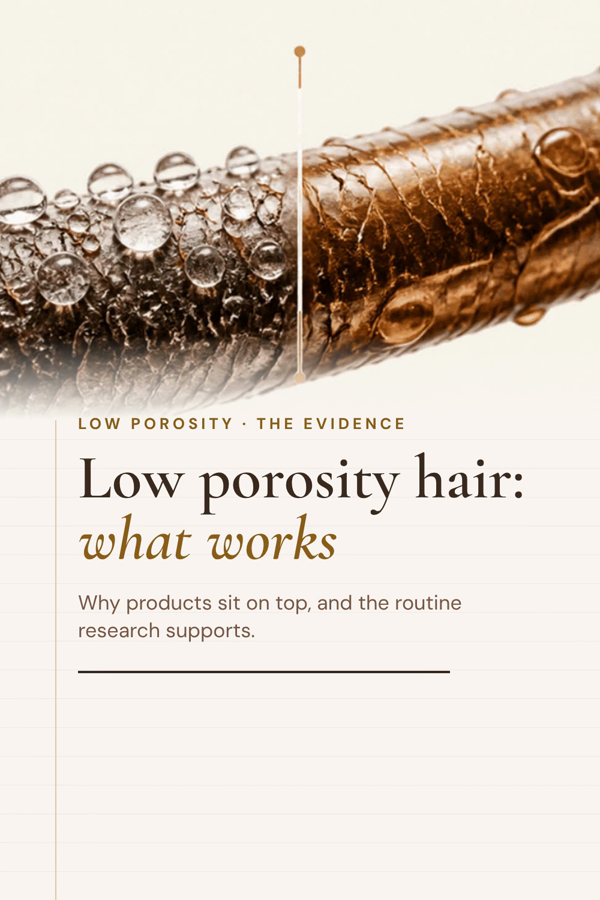 LOW POROSITY · THE EVIDENCE
Low porosity hair:
what works
Why products sit on top, and the routine
research supports.